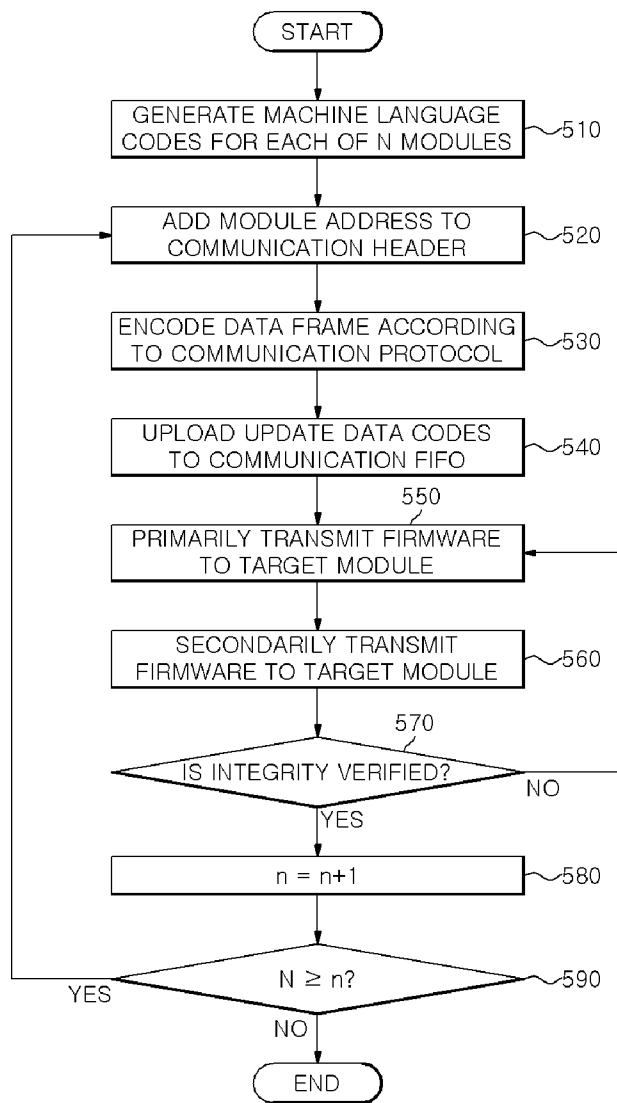 START
GENERATE MACHINE LANGUAGE
CODES FOR EACH OF N MODULES
510
ADD MODULE ADDRESS TO
COMMUNICATION HEADER
520
ENCODE DATA FRAME ACCORDING
TO COMMUNICATION PROTOCOL
530
UPLOAD UPDATE DATA CODES
TO COMMUNICATION FIFO
540
550
PRIMARILY TRANSMIT FIRMWARE
TO TARGET MODULE
SECONDARILY TRANSMIT
FIRMWARE TO TARGET MODULE
560
570
IS INTEGRITY VERIFIED?
NO
YES
n = n+1
580
N ≥ n?
590
YES
NO
END